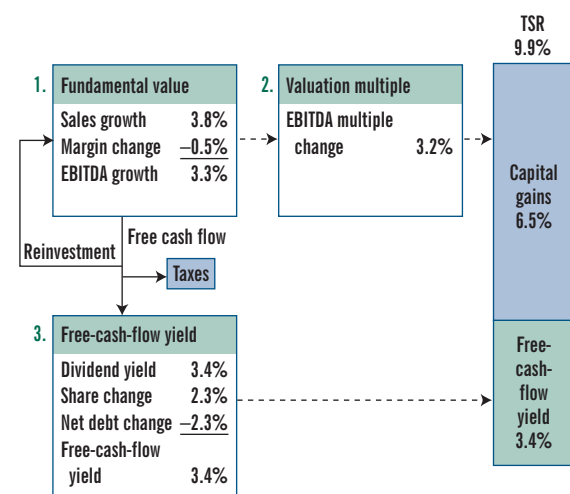 TSR
9.9%
1. Fundamental value
Sales growth 3.8%
Margin change –0.5%
EBITDA growth 3.3%
2. Valuation multiple
EBITDA multiple
change 3.2%
Capital
gains
6.5%
Free cash flow
Reinvestment
Taxes
3. Free-cash-flow yield
Dividend yield 3.4%
Share change 2.3%
Net debt change –2.3%
Free-cash-flow
yield 3.4%
Free-
cash-
flow
yield
3.4%